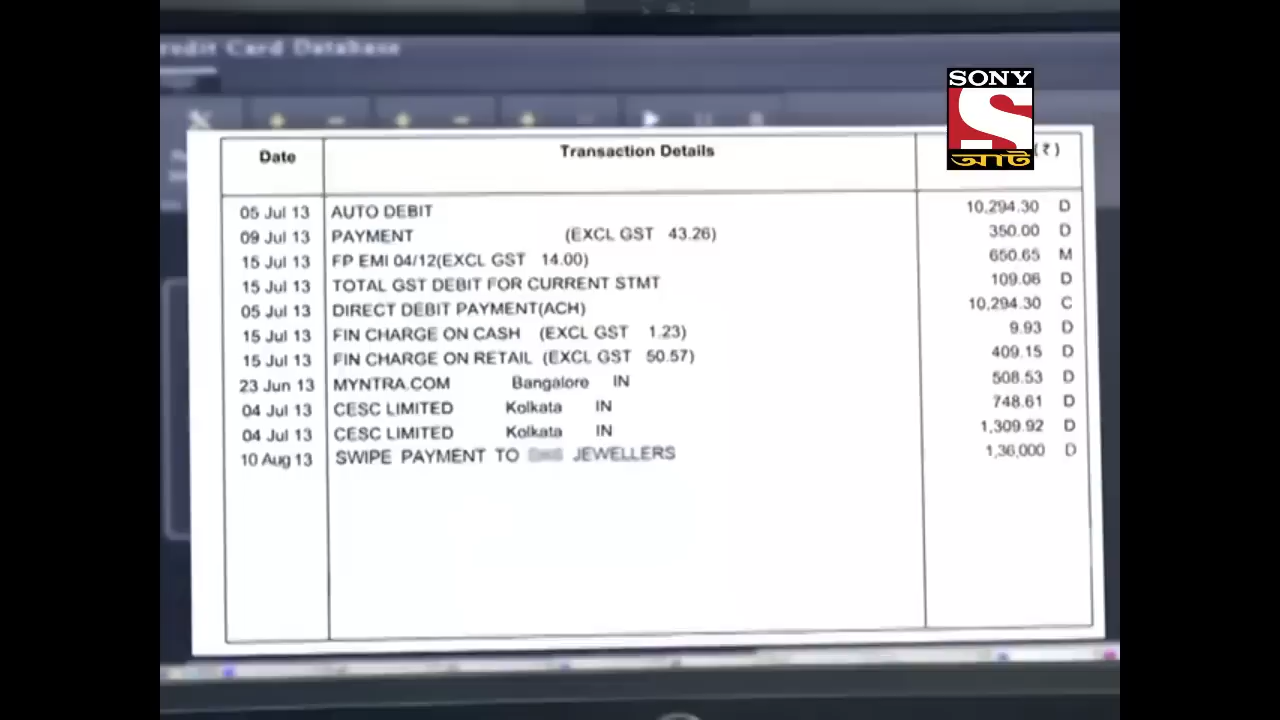 Credit Card Database
SONY
আট
Date Transaction Details (₹)
05 Jul 13 AUTO DEBIT 10,294.30 D
09 Jul 13 PAYMENT (EXCL GST 43.26) 350.00 D
15 Jul 13 FP EMI 04/12(EXCL GST 14.00) 650.65 M
15 Jul 13 TOTAL GST DEBIT FOR CURRENT STMT 109.06 D
05 Jul 13 DIRECT DEBIT PAYMENT(ACH) 10,294.30 C
15 Jul 13 FIN CHARGE ON CASH (EXCL GST 1.23) 9.93 D
15 Jul 13 FIN CHARGE ON RETAIL (EXCL GST 50.57) 409.15 D
23 Jun 13 MYNTRA.COM Bangalore IN 508.53 D
04 Jul 13 CESC LIMITED Kolkata IN 748.61 D
04 Jul 13 CESC LIMITED Kolkata IN 1,309.92 D
10 Aug 13 SWIPE PAYMENT TO JEWELLERS 1,36,000 D